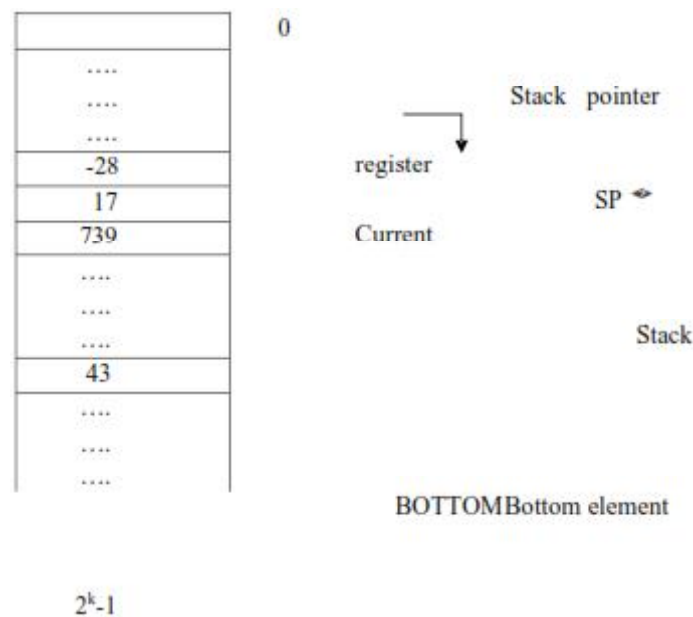 0
....
....
Stack pointer
....
-28
register
17
SP
739
Current
....
....
....
Stack
43
....
....
....
BOTTOMBottom element
2ᵏ-1